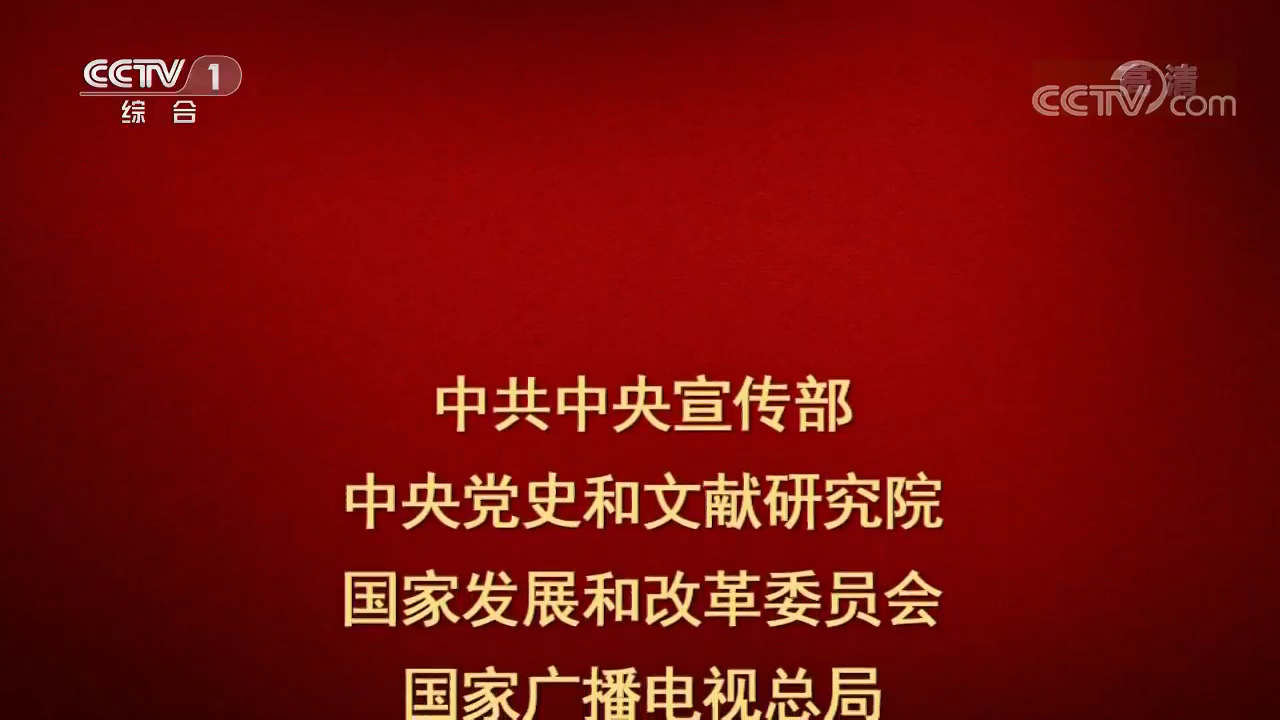 CCTV 1
综合
高清
CCTV.com
中共中央宣传部
中央党史和文献研究院
国家发展和改革委员会
国家广播电视总局